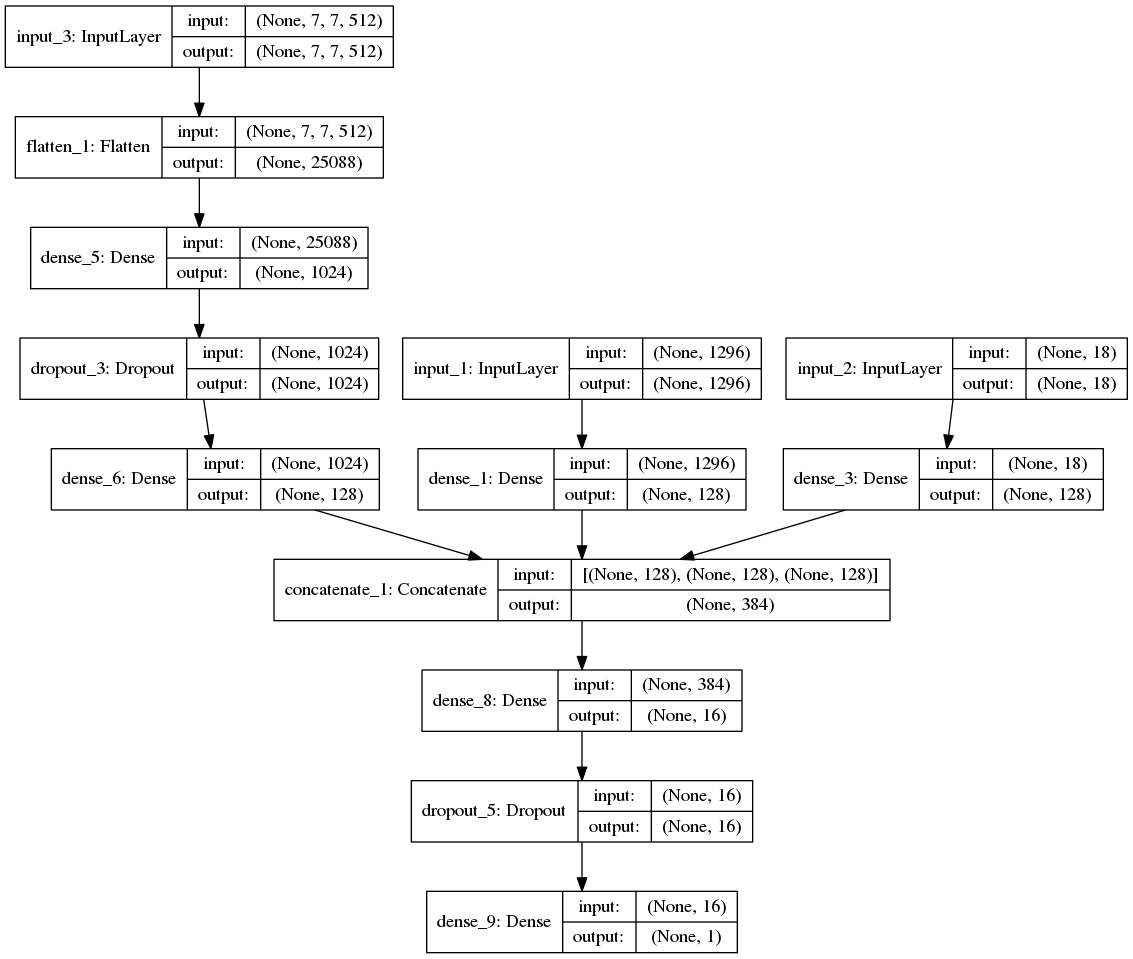 input_3: InputLayer
input: (None, 7, 7, 512)
output: (None, 7, 7, 512)
flatten_1: Flatten
input: (None, 7, 7, 512)
output: (None, 25088)
dense_5: Dense
input: (None, 25088)
output: (None, 1024)
dropout_3: Dropout
input: (None, 1024)
output: (None, 1024)
input_1: InputLayer
input: (None, 1296)
output: (None, 1296)
input_2: InputLayer
input: (None, 18)
output: (None, 18)
dense_6: Dense
input: (None, 1024)
output: (None, 128)
dense_1: Dense
input: (None, 1296)
output: (None, 128)
dense_3: Dense
input: (None, 18)
output: (None, 128)
concatenate_1: Concatenate
input: [(None, 128), (None, 128), (None, 128)]
output: (None, 384)
dense_8: Dense
input: (None, 384)
output: (None, 16)
dropout_5: Dropout
input: (None, 16)
output: (None, 16)
dense_9: Dense
input: (None, 16)
output: (None, 1)